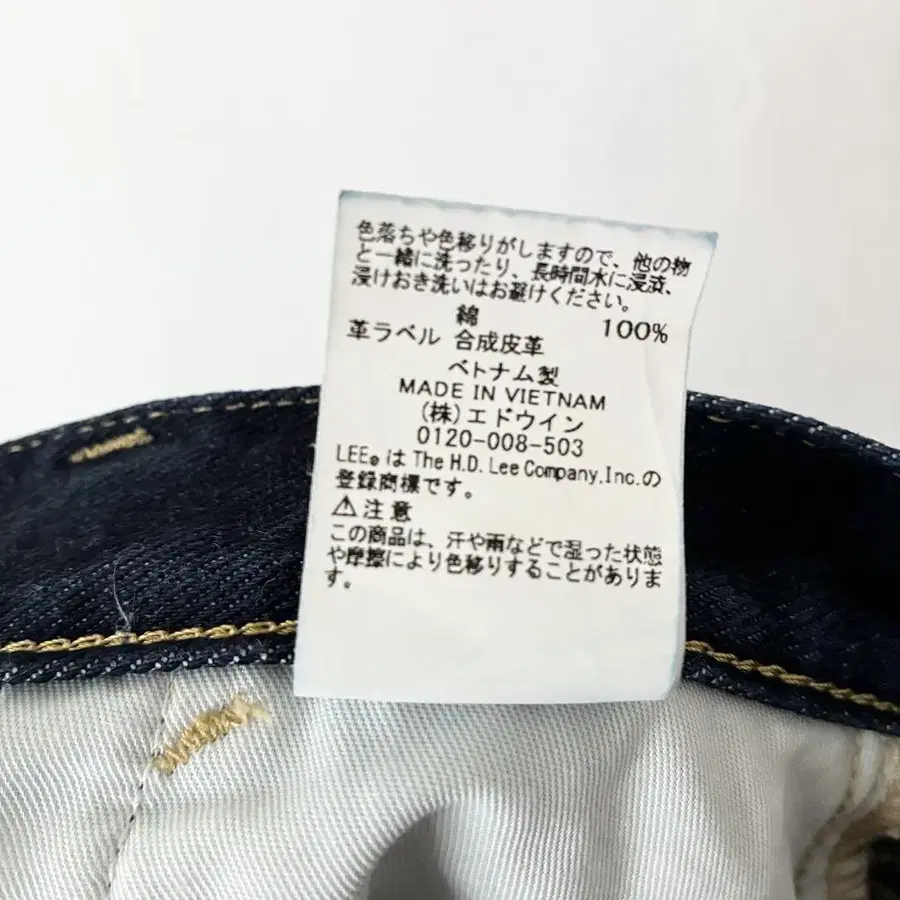 色落ちや色移りがしますので、他の物
と一緒に洗ったり、長時間水に浸漬、
浸けおき洗いはお避けください。
綿 100%
革ラベル 合成皮革
ベトナム製
MADE IN VIETNAM
(株)エドウイン
0120-008-503
LEE®は The H.D. Lee Company,Inc.の
登録商標です。
⚠注意
この商品は、汗や雨などで湿った状態
や摩擦により色移りすることがありま
す。